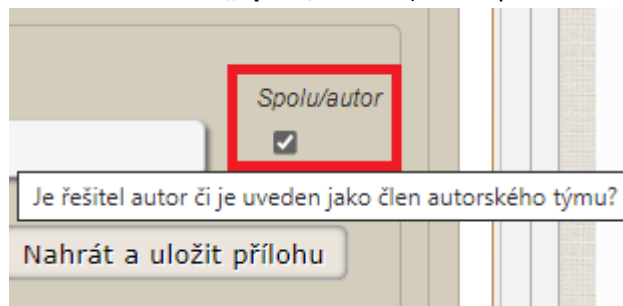 Spolu/autor
Je řešitel autor či je uveden jako člen autorského týmu?
Nahrát a uložit přílohu